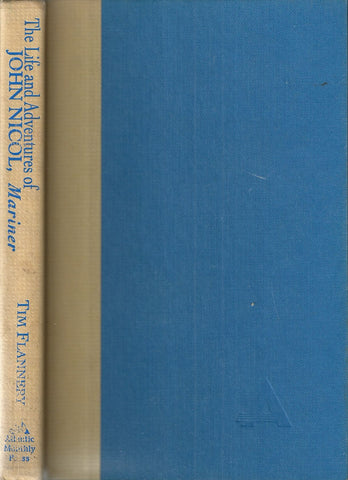 The Life and Adventures of
JOHN NICOL, Mariner
TIM FLANNERY
Atlantic
Monthly
Press